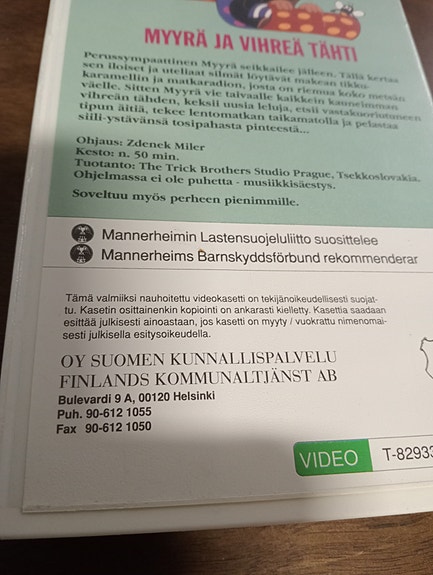 MYYRÄ JA VIHREÄ TÄHTI
Perussympaattinen Myyrä seikkailee jälleen. Tällä kertaa
sen iloiset ja uteliaat silmät löytävät makean tikku-
karamellin ja matkaradion, josta on riemua koko metsän
väelle. Sitten Myyrä vie taivaalle kaikkein kauneimman
vihreän tähden, keksii uusia leluja, etsii vastakuoriutuneen
tipun äitiä, tekee lentomatkan taikamatolla ja pelastaa
siili-ystävänsä tosipahasta pinteestä...
Ohjaus: Zdenek Miler
Kesto: n. 50 min.
Tuotanto: The Trick Brothers Studio Prague, Tsekkoslovakia.
Ohjelmassa ei ole puhetta - musiikkisäestys.
Soveltuu myös perheen pienimmille.
Mannerheimin Lastensuojeluliitto suosittelee
Mannerheims Barnskyddsförbund rekommenderar
Tämä valmiiksi nauhoitettu videokasetti on tekijänoikeudellisesti suojat-
tu. Kasetin osittainenkin kopiointi on ankarasti kielletty. Kasettia saadaan
esittää julkisesti ainoastaan, jos kasetti on myyty / vuokrattu nimenomai-
sesti julkisella esitysoikeudella.
OY SUOMEN KUNNALLISPALVELU
FINLANDS KOMMUNALTJÄNST AB
Bulevardi 9 A, 00120 Helsinki
Puh. 90-612 1055
Fax 90-612 1050
VIDEO T-82933